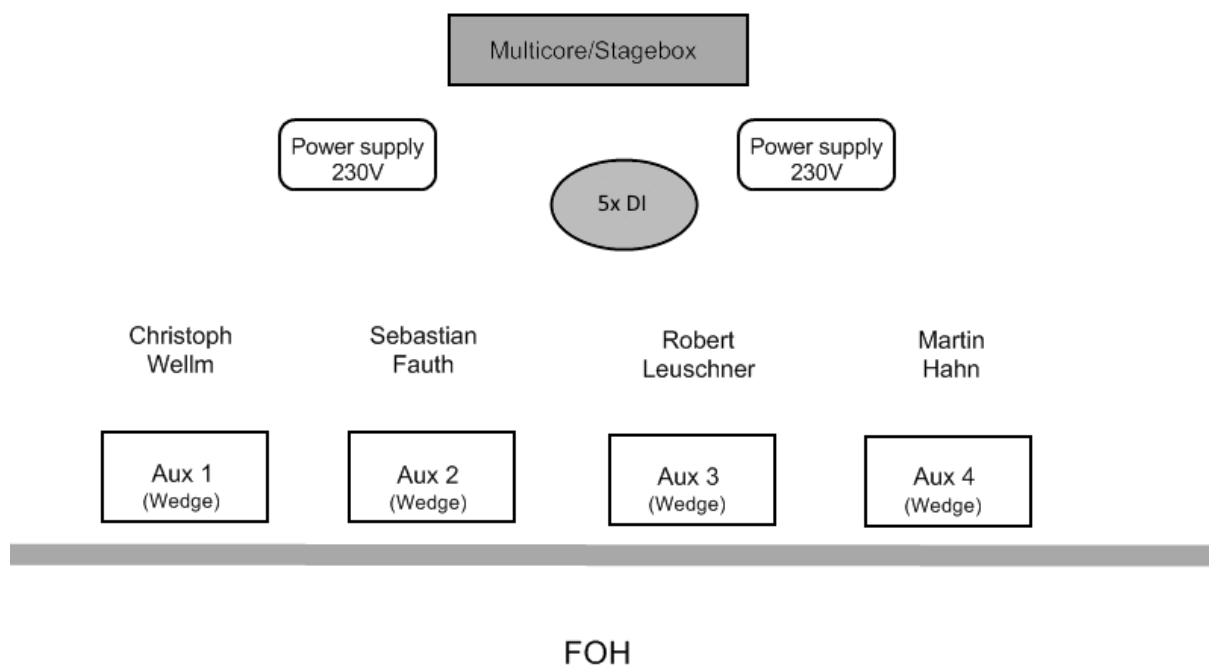 Multicore/Stagebox
Power supply
230V
Power supply
230V
5x DI
Christoph
Wellm
Sebastian
Fauth
Robert
Leuschner
Martin
Hahn
Aux 1
(Wedge)
Aux 2
(Wedge)
Aux 3
(Wedge)
Aux 4
(Wedge)
FOH